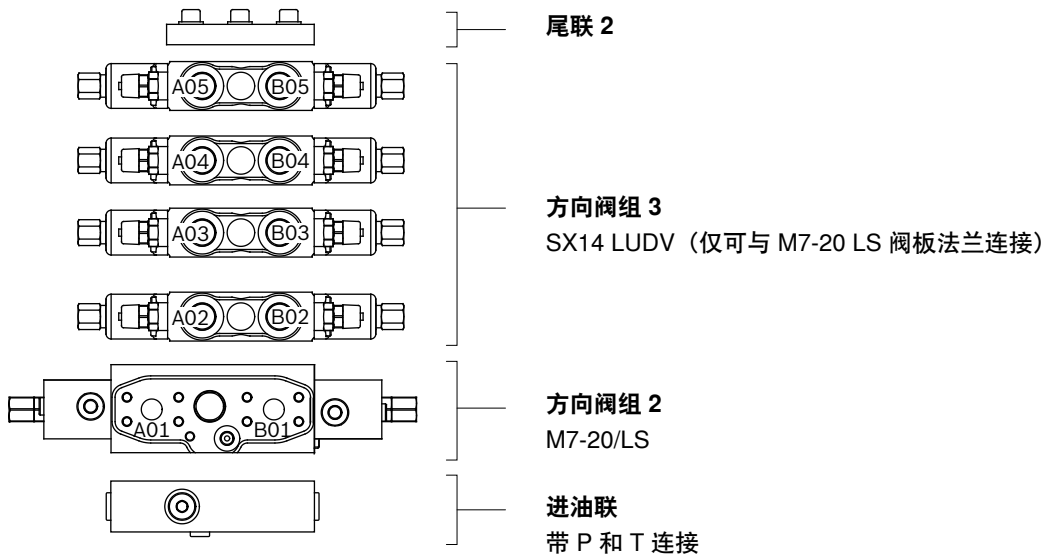 尾联 2
A05 B05
A04 B04
A03 B03
A02 B02
方向阀组 3
SX14 LUDV（仅可与 M7-20 LS 阀板法兰连接）
A01 B01
方向阀组 2
M7-20/LS
进油联
带 P 和 T 连接